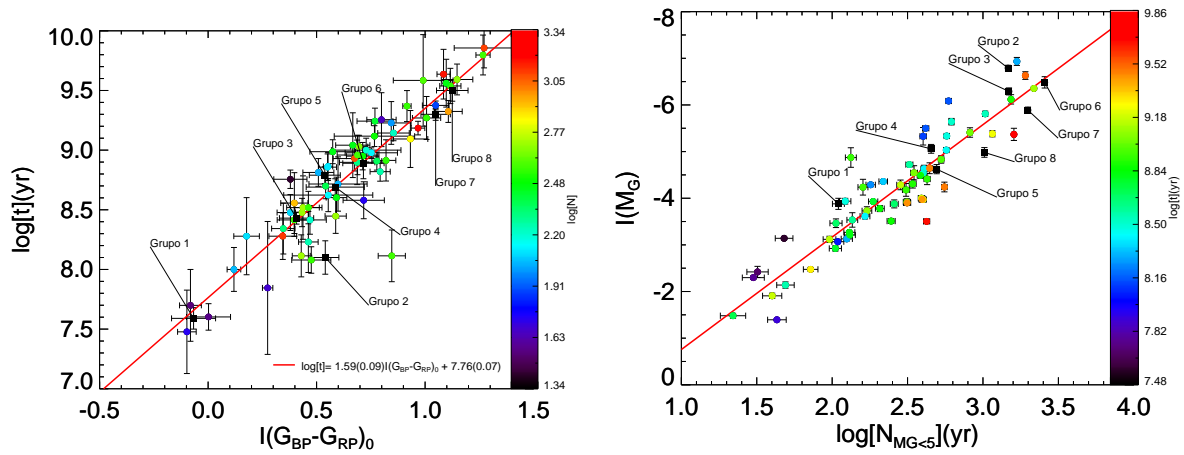 10.0
9.5
9.0
8.5
8.0
7.5
7.0
log[t](yr)
-0.5
0.0
0.5
1.0
1.5
I(G_BP-G_RP)_0
Grupo 6
Grupo 5
Grupo 3
Grupo 1
Grupo 8
Grupo 7
Grupo 4
Grupo 2
log[t]= 1.59(0.09)I(G_BP-G_RP)_0 + 7.76(0.07)
3.34
3.05
2.77
2.48
2.20
1.91
1.63
1.34
log[N]
-8
-6
-4
-2
0
I(M_G)
1.0
1.5
2.0
2.5
3.0
3.5
4.0
log[N_MG<5](yr)
Grupo 2
Grupo 3
Grupo 4
Grupo 1
Grupo 6
Grupo 7
Grupo 8
Grupo 5
9.86
9.52
9.18
8.84
8.50
8.16
7.82
7.48
log[t](yr)